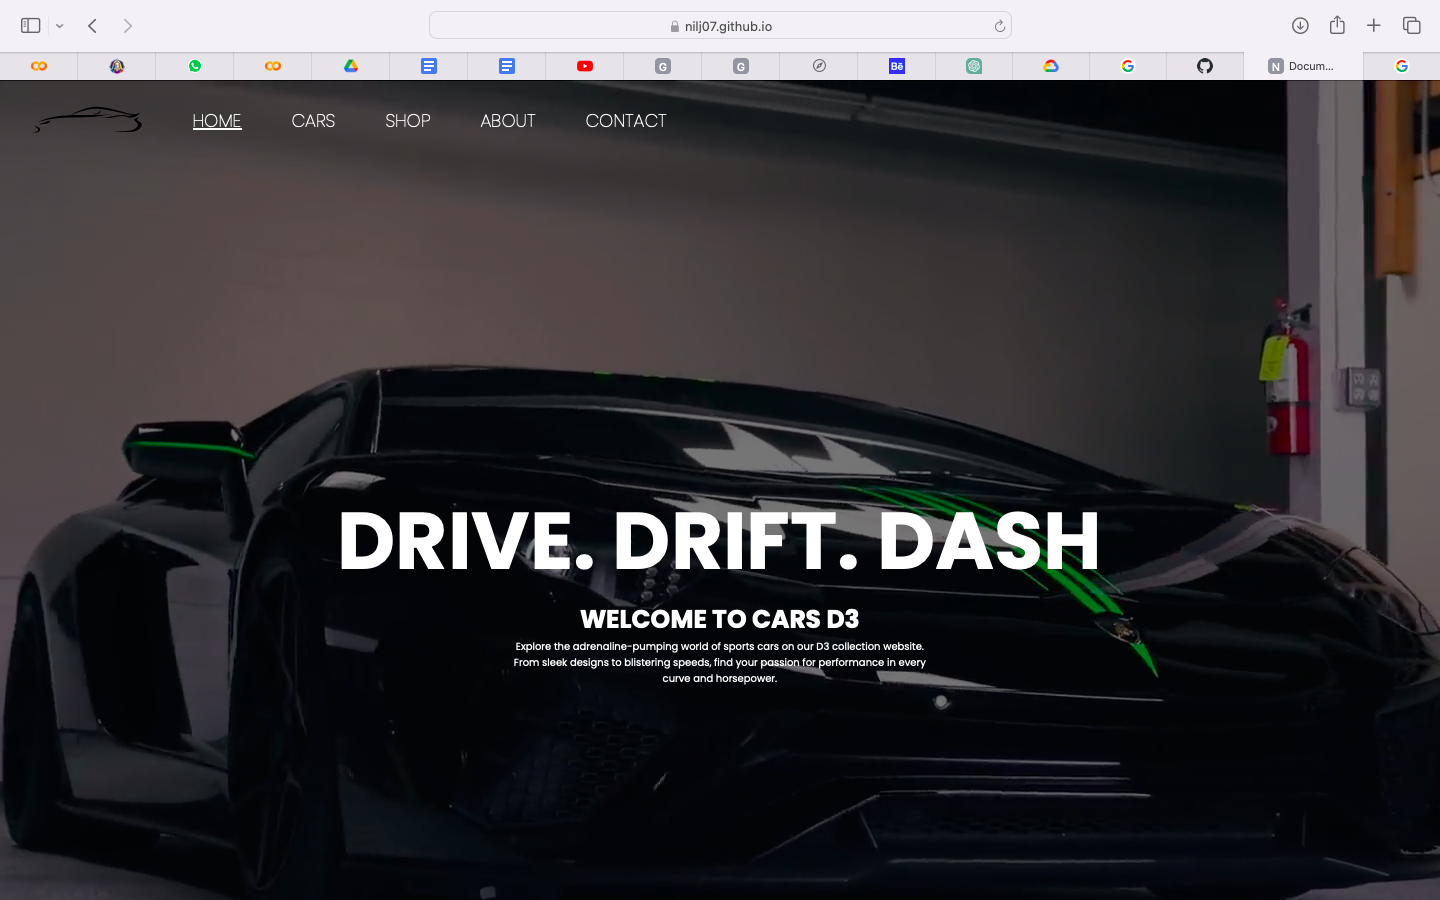 nilj07.github.io
G
G
Bē
N Docum...
HOME CARS SHOP ABOUT CONTACT
DRIVE. DRIFT. DASH
WELCOME TO CARS D3
Explore the adrenaline-pumping world of sports cars on our D3 collection website.
From sleek designs to blistering speeds, find your passion for performance in every
curve and horsepower.